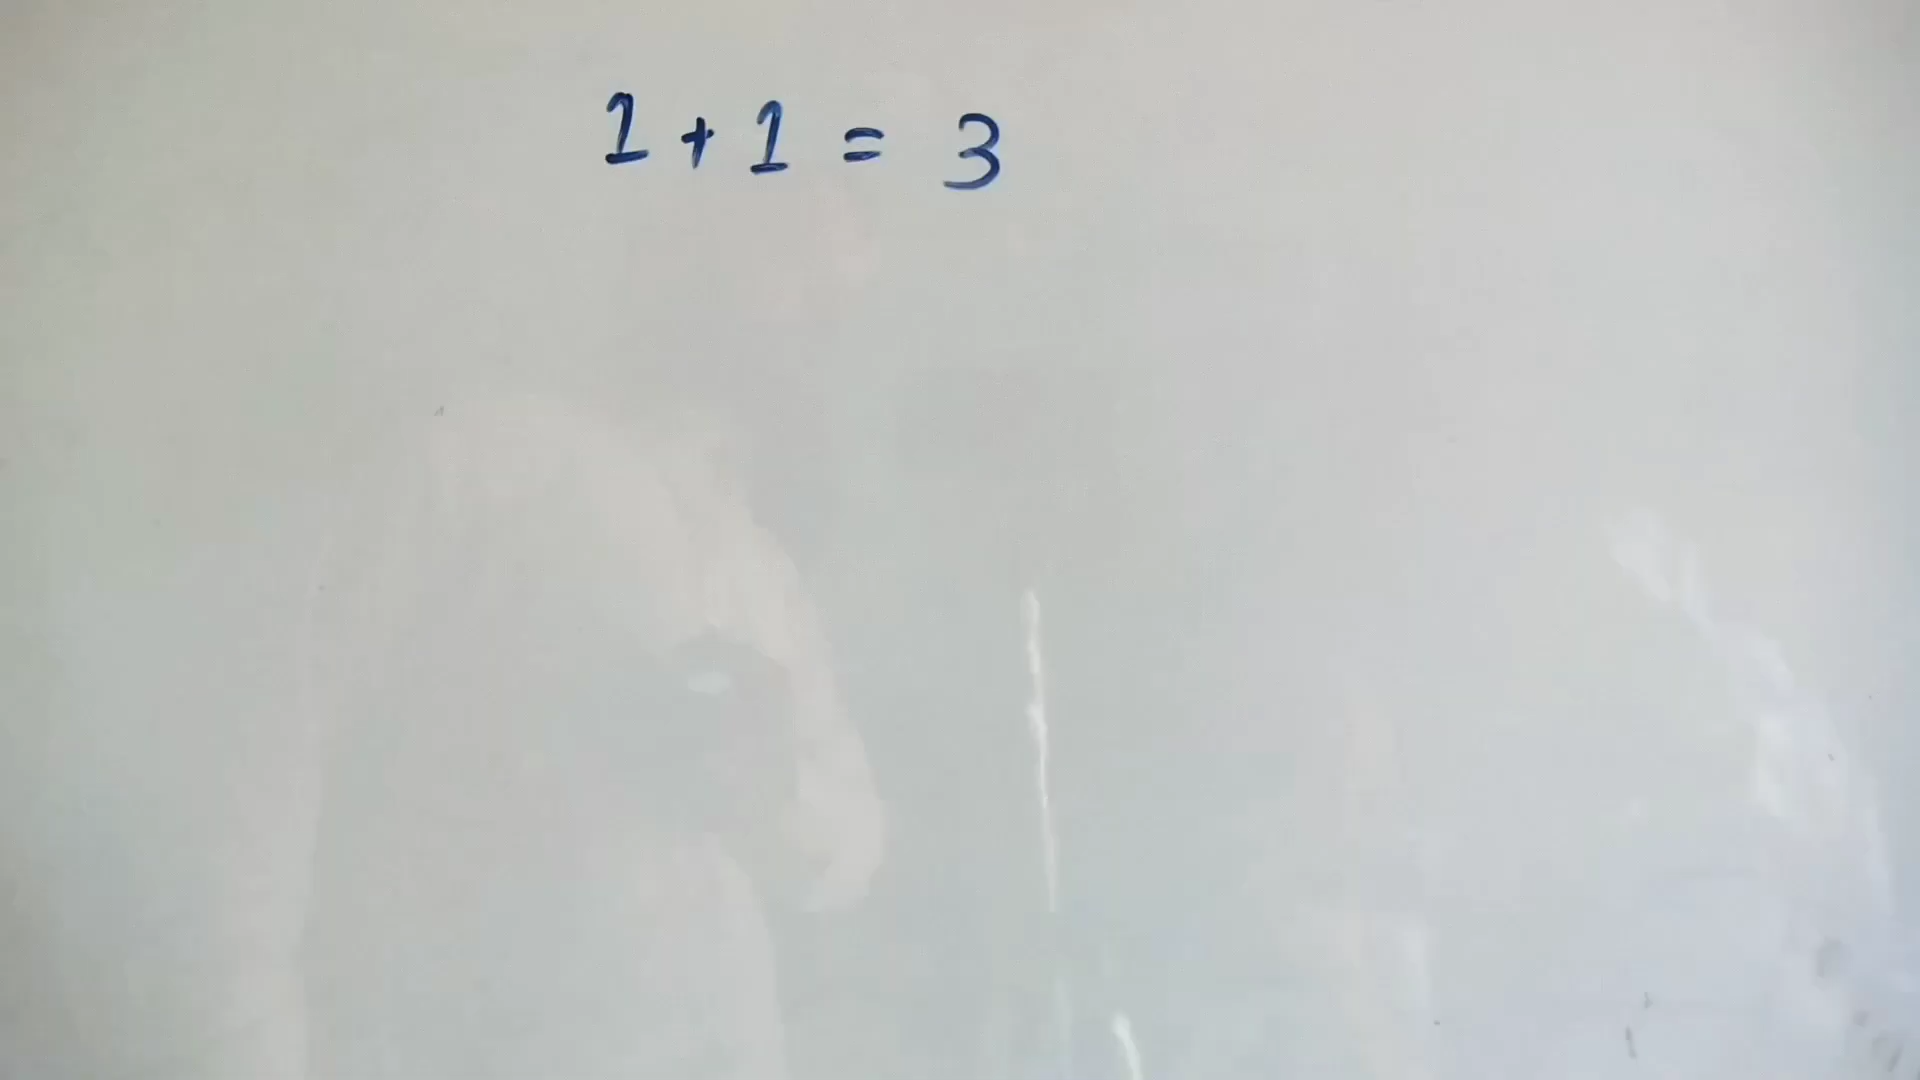 1 + 1 = 3